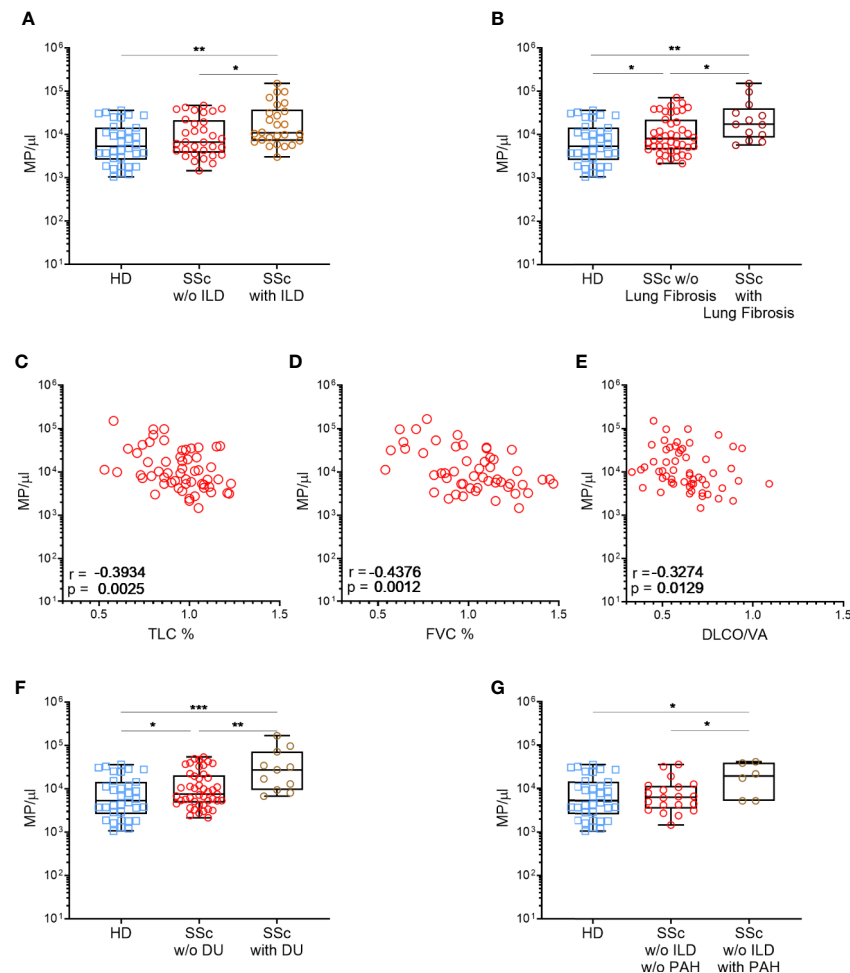 A
**
*
10⁶
10⁵
10⁴
10³
10²
10¹
MP/µl
HD
SSc
w/o ILD
SSc
with ILD
B
**
*
*
10⁶
10⁵
10⁴
10³
10²
10¹
MP/µl
HD
SSc w/o
Lung Fibrosis
SSc
with
Lung Fibrosis
C
10⁶
10⁵
10⁴
10³
10²
10¹
MP/µl
r = -0.3934
p = 0.0025
0.5
1.0
1.5
TLC %
D
10⁶
10⁵
10⁴
10³
10²
10¹
MP/µl
r = -0.4376
p = 0.0012
0.5
1.0
1.5
FVC %
E
10⁶
10⁵
10⁴
10³
10²
10¹
MP/µl
r = -0.3274
p = 0.0129
0.5
1.0
1.5
DLCO/VA
F
***
*
**
10⁶
10⁵
10⁴
10³
10²
10¹
MP/µl
HD
SSc
w/o DU
SSc
with DU
G
*
*
10⁶
10⁵
10⁴
10³
10²
10¹
MP/µl
HD
SSc
w/o ILD
w/o PAH
SSc
w/o ILD
with PAH